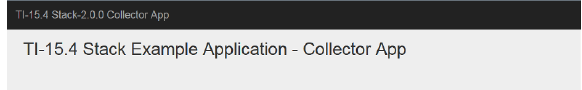 TI-15.4 Stack-2.0.0 Collector App
TI-15.4 Stack Example Application - Collector App